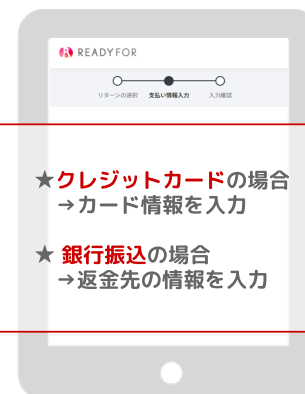 READYFOR
リターンの選択 支払い情報入力 入力確認
★クレジットカードの場合
→カード情報を入力
★ 銀行振込の場合
→返金先の情報を入力